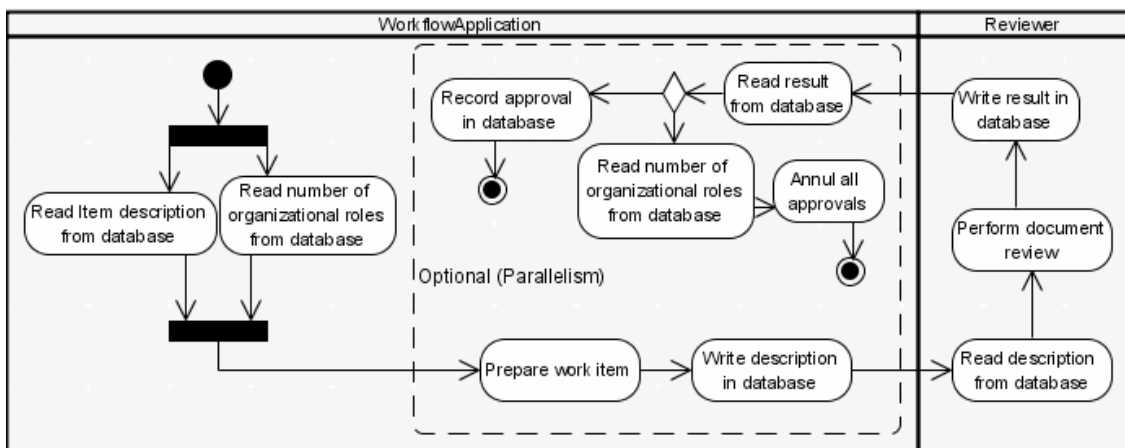 WorkflowApplication
Reviewer
Record approval
in database
Read result
from database
Write result in
database
Read Item description
from database
Read number of
organizational roles
from database
Read number of
organizational roles
from database
Annul all
approvals
Perform document
review
Optional (Parallelism)
Prepare work item
Write description
in database
Read description
from database